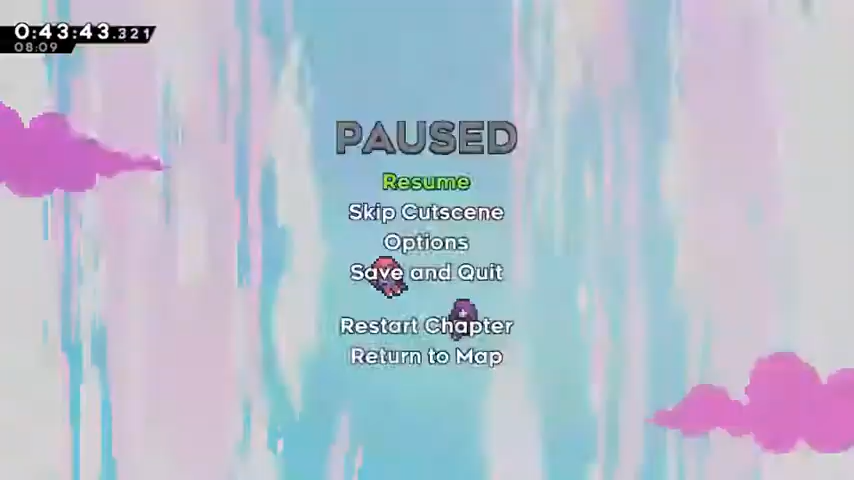 0:43:43.321
08:09
PAUSED
Resume
Skip Cutscene
Options
Save and Quit
Restart Chapter
Return to Map